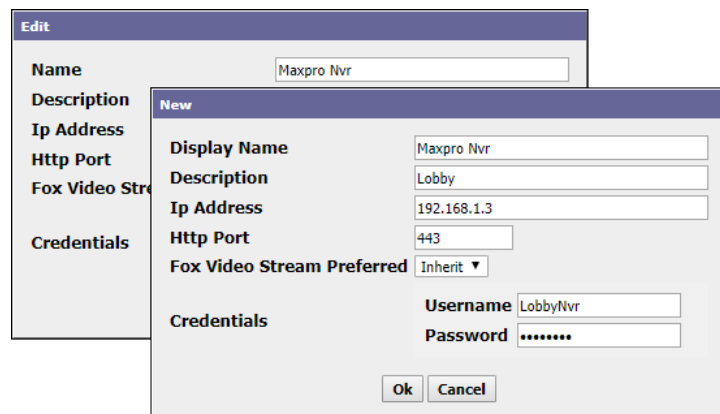 Edit
Name Maxpro Nvr
Description
Ip Address
Http Port
Fox Video Stre
Credentials
New
Display Name Maxpro Nvr
Description Lobby
Ip Address 192.168.1.3
Http Port 443
Fox Video Stream Preferred Inherit ▼
Credentials
Username LobbyNvr
Password ••••••••
Ok Cancel